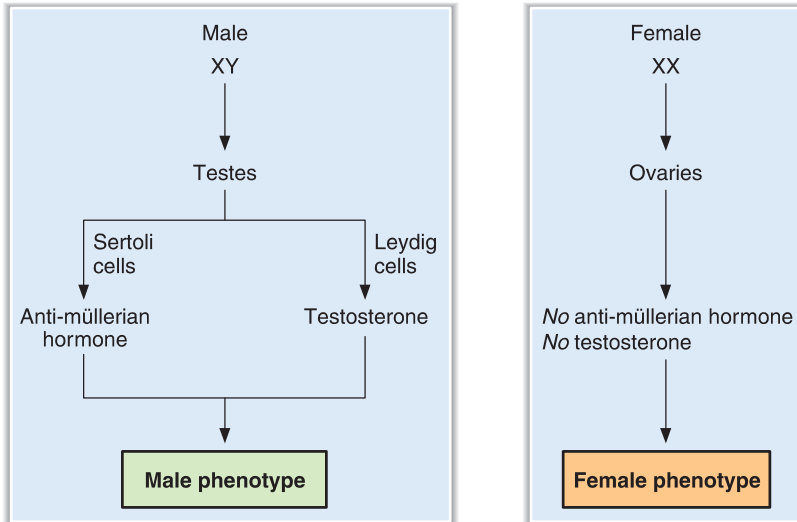 Male
XY
Testes
Sertoli
cells
Leydig
cells
Anti-müllerian
hormone
Testosterone
Male phenotype
Female
XX
Ovaries
No anti-müllerian hormone
No testosterone
Female phenotype